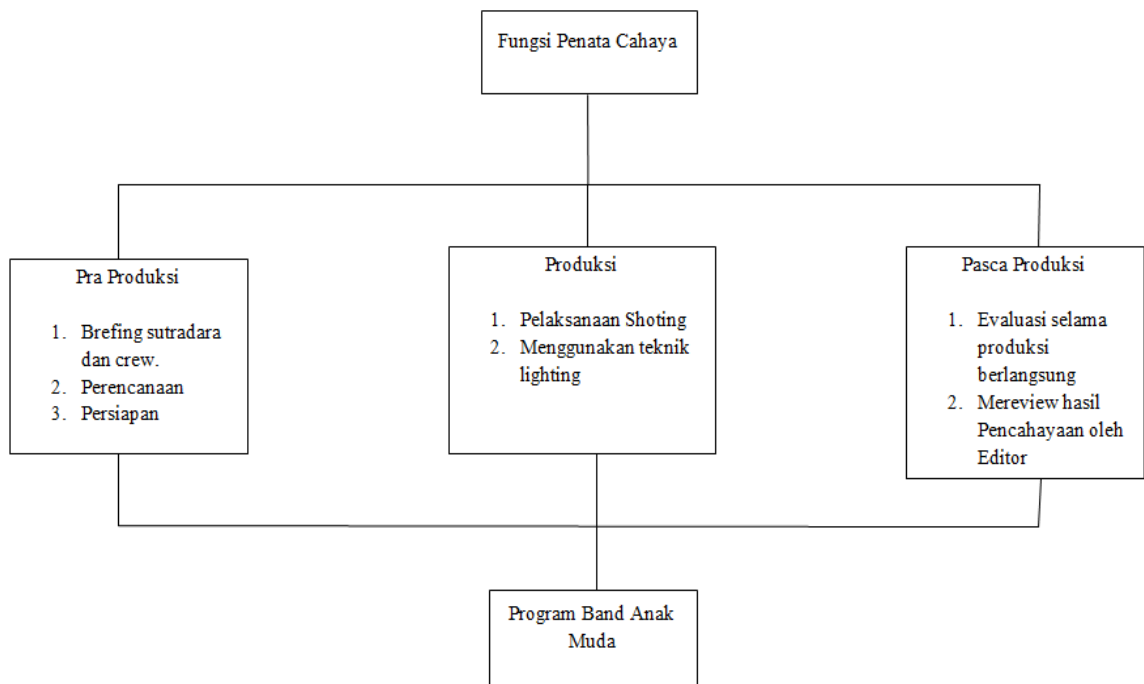 Fungsi Penata Cahaya
Pra Produksi
1. Brefing sutradara
dan crew.
2. Perencanaan
3. Persiapan
Produksi
1. Pelaksanaan Shoting
2. Menggunakan teknik
lighting
Pasca Produksi
1. Evaluasi selama
produksi
berlangsung
2. Mereview hasil
Pencahayaan oleh
Editor
Program Band Anak
Muda